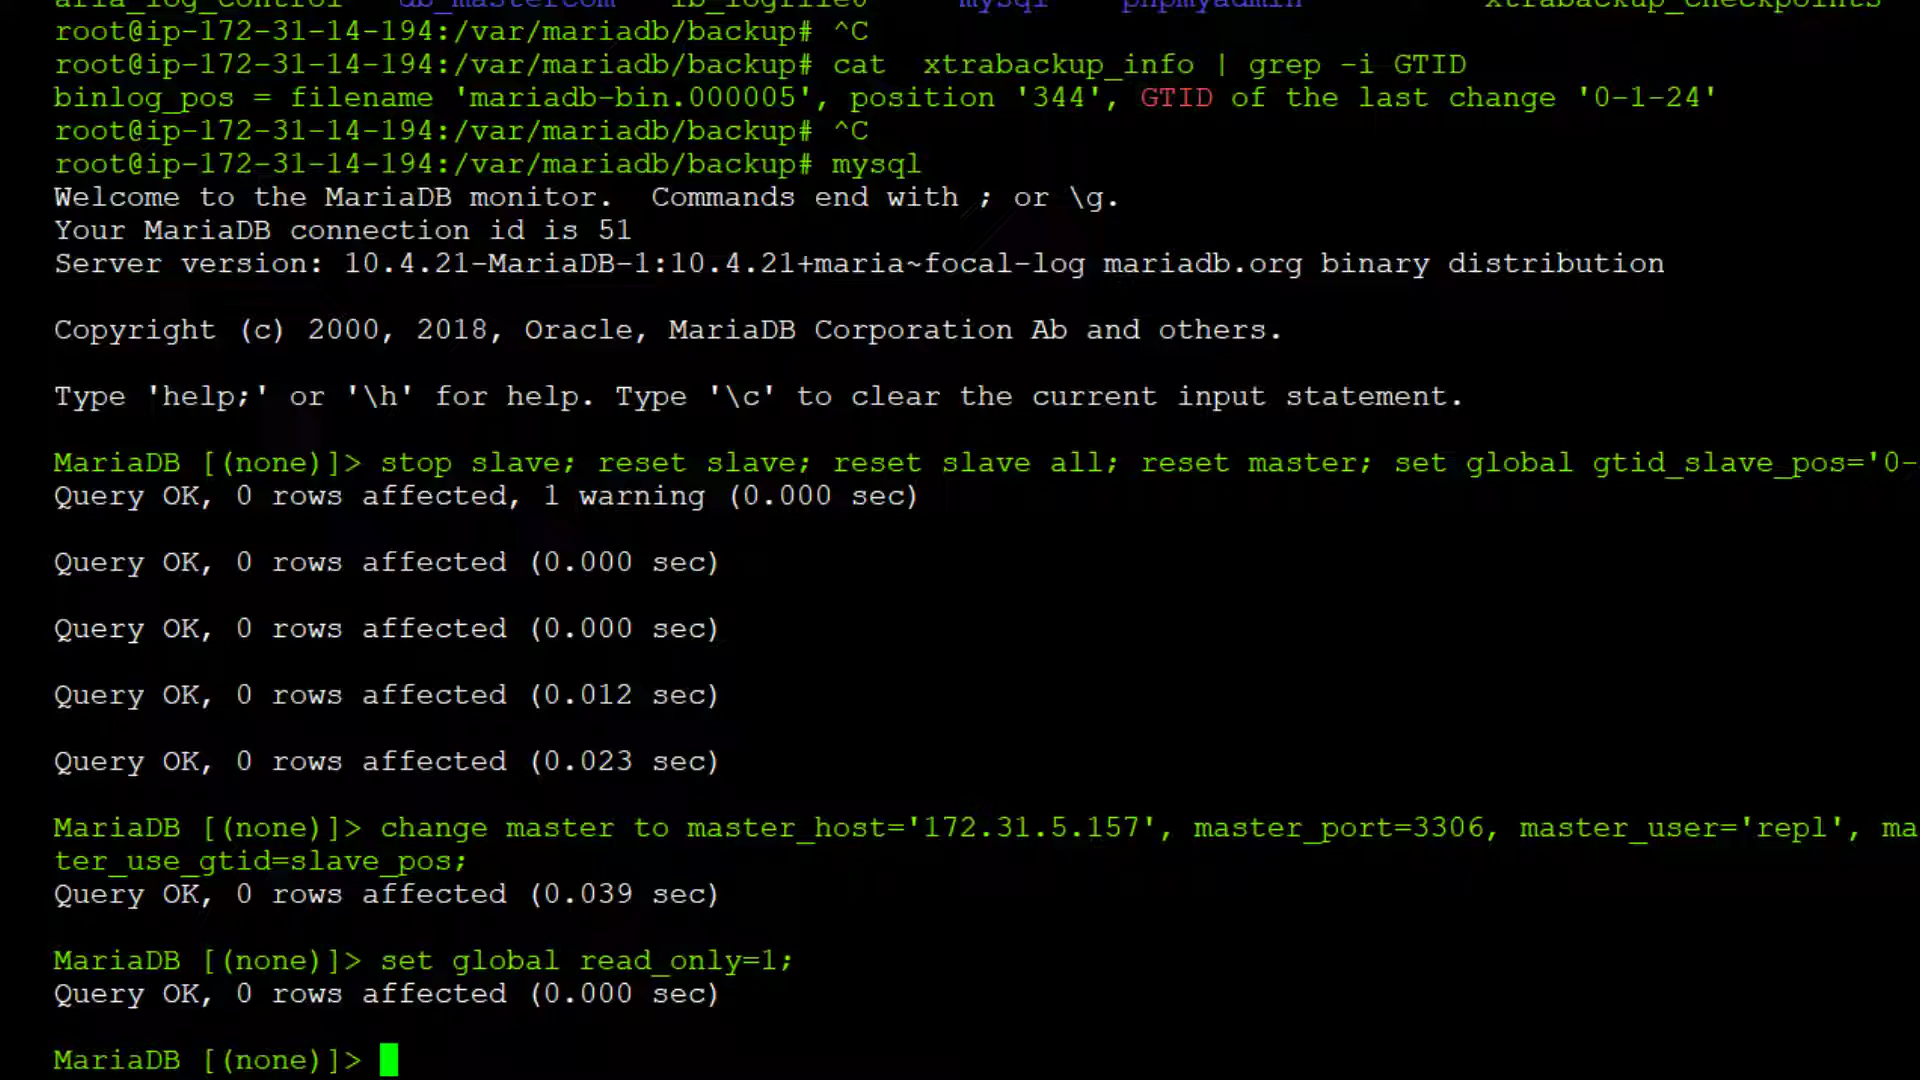 aria_log_control db_mastercom ib_logfile0 mysql phpmyadmin xtrabackup_checkpoints
root@ip-172-31-14-194:/var/mariadb/backup# ^C
root@ip-172-31-14-194:/var/mariadb/backup# cat  xtrabackup_info | grep -i GTID
binlog_pos = filename 'mariadb-bin.000005', position '344', GTID of the last change '0-1-24'
root@ip-172-31-14-194:/var/mariadb/backup# ^C
root@ip-172-31-14-194:/var/mariadb/backup# mysql
Welcome to the MariaDB monitor.  Commands end with ; or \g.
Your MariaDB connection id is 51
Server version: 10.4.21-MariaDB-1:10.4.21+maria~focal-log mariadb.org binary distribution
Copyright (c) 2000, 2018, Oracle, MariaDB Corporation Ab and others.
Type 'help;' or '\h' for help. Type '\c' to clear the current input statement.
MariaDB [(none)]> stop slave; reset slave; reset slave all; reset master; set global gtid_slave_pos='0-
Query OK, 0 rows affected, 1 warning (0.000 sec)
Query OK, 0 rows affected (0.000 sec)
Query OK, 0 rows affected (0.000 sec)
Query OK, 0 rows affected (0.012 sec)
Query OK, 0 rows affected (0.023 sec)
MariaDB [(none)]> change master to master_host='172.31.5.157', master_port=3306, master_user='repl', ma
ter_use_gtid=slave_pos;
Query OK, 0 rows affected (0.039 sec)
MariaDB [(none)]> set global read_only=1;
Query OK, 0 rows affected (0.000 sec)
MariaDB [(none)]>